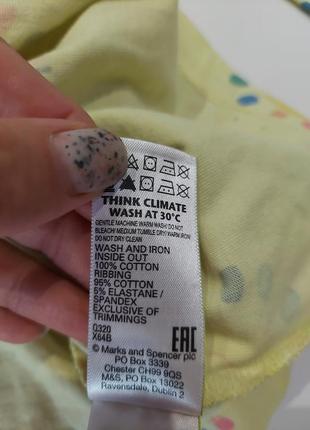 THINK CLIMATE
WASH AT 30°C
GENTLE MACHINE WARM WASH/ DO NOT
BLEACH/ MEDIUM TUMBLE DRY/ WARM IRON/
DO NOT DRY CLEAN
WASH AND IRON
INSIDE OUT
100% COTTON
RIBBING
95% COTTON
5% ELASTANE /
SPANDEX
EXCLUSIVE OF
TRIMMINGS
Q320
X64B
EAC
© Marks and Spencer plc
PO Box 3339
Chester CH99 9QS
M&S, PO Box 13022
Ravensdale, Dublin 2